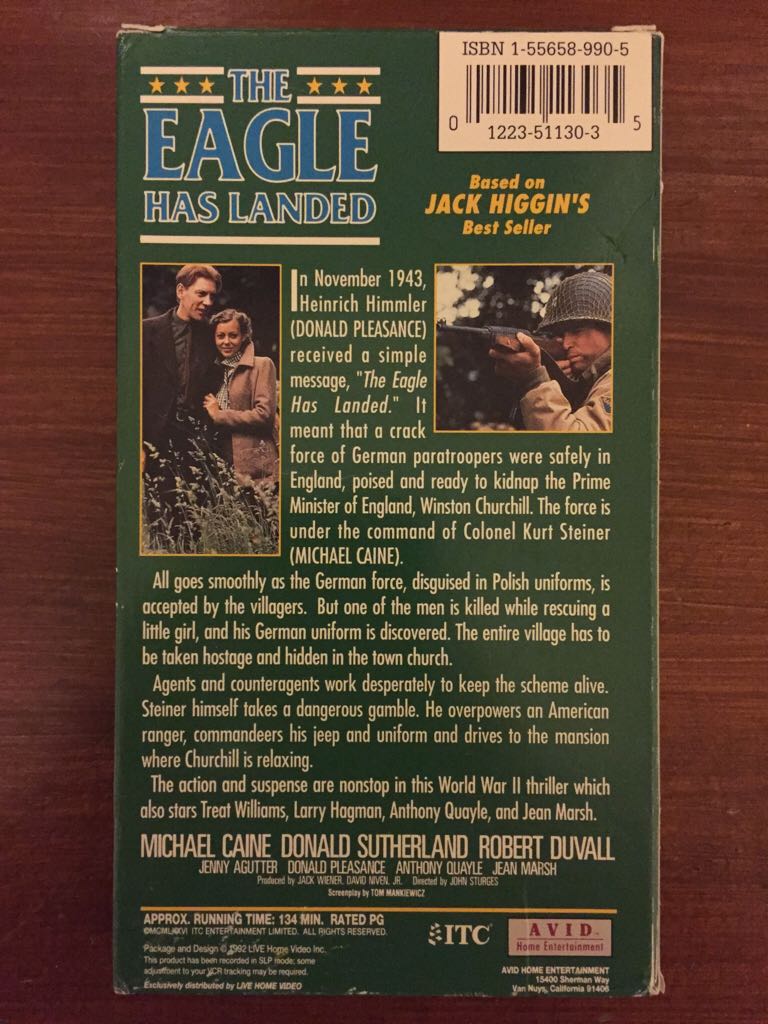 ISBN 1-55658-990-5
0 1223-51130-3 5
THE
EAGLE
HAS LANDED
Based on
JACK HIGGIN'S
Best Seller
In November 1943,
Heinrich Himmler
(DONALD PLEASANCE)
received a simple
message, "The Eagle
Has Landed." It
meant that a crack
force of German paratroopers were safely in
England, poised and ready to kidnap the Prime
Minister of England, Winston Churchill. The force is
under the command of Colonel Kurt Steiner
(MICHAEL CAINE).
All goes smoothly as the German force, disguised in Polish uniforms, is
accepted by the villagers. But one of the men is killed while rescuing a
little girl, and his German uniform is discovered. The entire village has to
be taken hostage and hidden in the town church.
Agents and counteragents work desperately to keep the scheme alive.
Steiner himself takes a dangerous gamble. He overpowers an American
ranger, commandeers his jeep and uniform and drives to the mansion
where Churchill is relaxing.
The action and suspense are nonstop in this World War II thriller which
also stars Treat Williams, Larry Hagman, Anthony Quayle, and Jean Marsh.
MICHAEL CAINE DONALD SUTHERLAND ROBERT DUVALL
JENNY AGUTTER DONALD PLEASANCE ANTHONY QUAYLE JEAN MARSH
Produced by JACK WIENER, DAVID NIVEN, JR. Directed by JOHN STURGES
Screenplay by TOM MANKIEWICZ
APPROX. RUNNING TIME: 134 MIN. RATED PG
©MCMLXXVI ITC ENTERTAINMENT LIMITED. ALL RIGHTS RESERVED.
Package and Design © 1992 LIVE Home Video Inc.
This product has been recorded in SLP mode; some
adjustment to your VCR tracking may be required.
Exclusively distributed by LIVE HOME VIDEO
ITC
AVID
Home Entertainment
AVID HOME ENTERTAINMENT
15400 Sherman Way
Van Nuys, California 91406